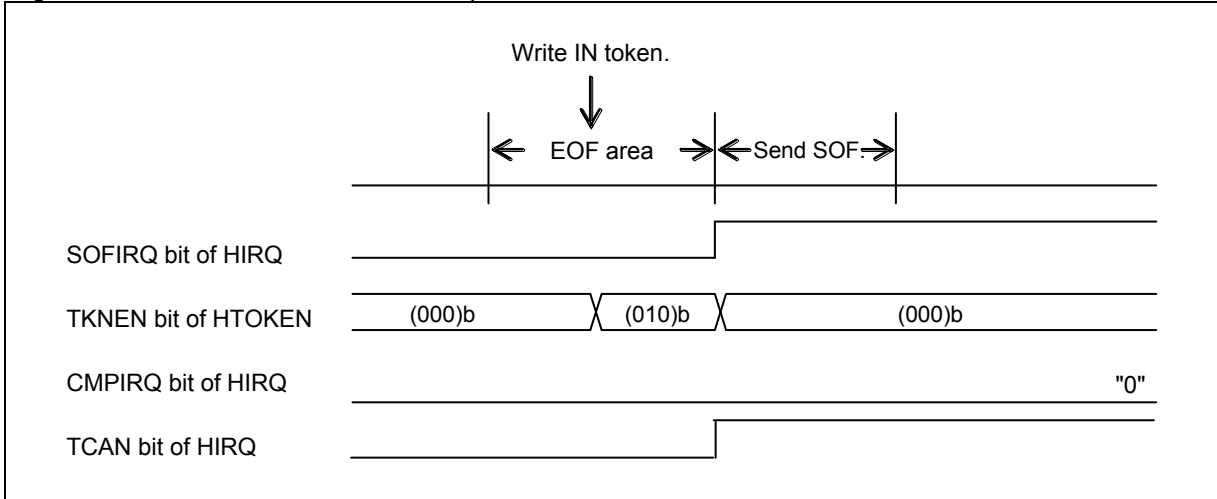 Write IN token.
EOF area
Send SOF.
SOFIRQ bit of HIRQ
TKNEN bit of HTOKEN
(000)b
(010)b
(000)b
CMPIRQ bit of HIRQ
"0"
TCAN bit of HIRQ